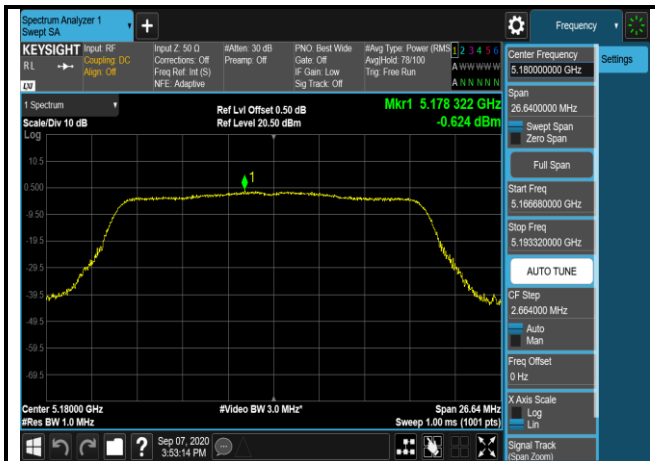 Spectrum Analyzer 1
Swept SA
Frequency
KEYSIGHT
RL
LXI
Input: RF
Coupling: DC
Align: Off
Input Z: 50 Ω
Corrections: Off
Freq Ref: Int (S)
NFE: Adaptive
#Atten: 30 dB
Preamp: Off
PNO: Best Wide
Gate: Off
IF Gain: Low
Sig Track: Off
#Avg Type: Power (RMS
Avg|Hold: 78/100
Trig: Free Run
1 2 3 4 5 6
A W W W W W
A N N N N N
Center Frequency
5.180000000 GHz
Settings
Span
26.6400000 MHz
Swept Span
Zero Span
Full Span
Start Freq
5.166680000 GHz
Stop Freq
5.193320000 GHz
AUTO TUNE
CF Step
2.664000 MHz
Auto
Man
Freq Offset
0 Hz
X Axis Scale
Log
Lin
Signal Track
(Span Zoom)
1 Spectrum
Scale/Div 10 dB
Log
Ref Lvl Offset 0.50 dB
Ref Level 20.50 dBm
Mkr1 5.178 322 GHz
-0.624 dBm
1
10.5
0.500
-9.50
-19.5
-29.5
-39.5
-49.5
-59.5
-69.5
Center 5.18000 GHz
#Res BW 1.0 MHz
#Video BW 3.0 MHz*
Span 26.64 MHz
Sweep 1.00 ms (1001 pts)
?
Sep 07, 2020
3:53:14 PM